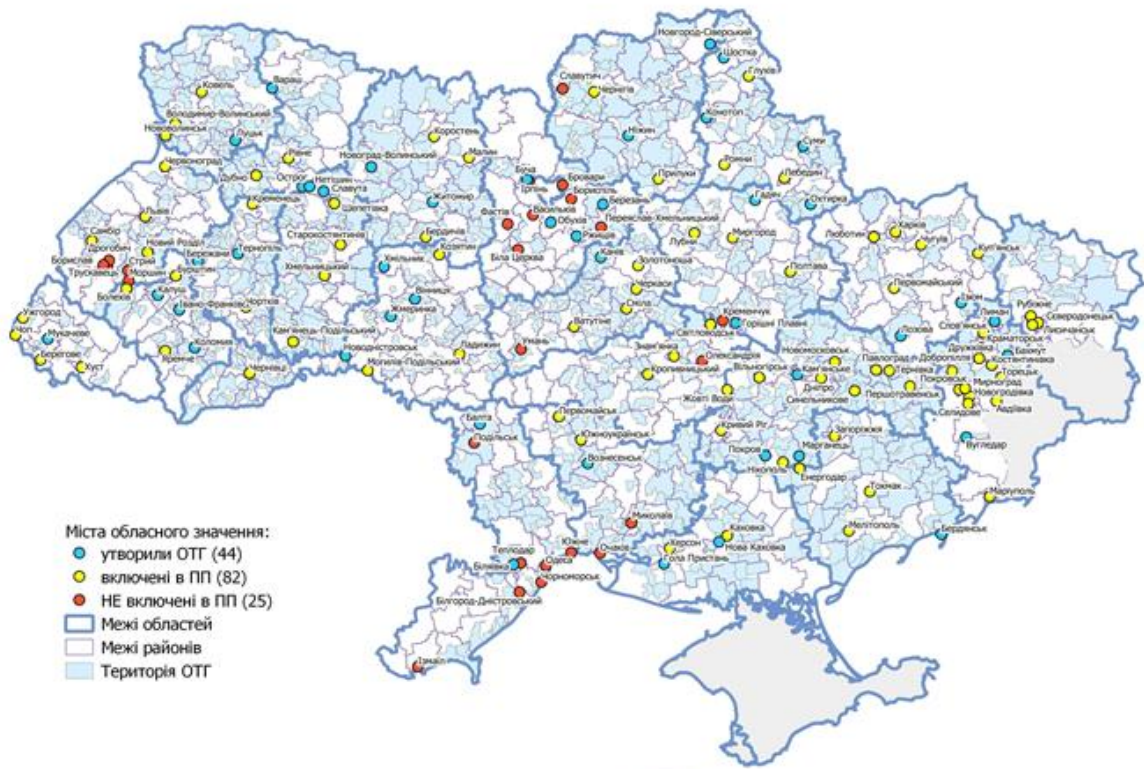 Новгород-Сіверський
Шостка
Глухів
Славутич
Чернігів
Ковель
Вараш
Конотоп
Володимир-Волинський
Нововолинськ
Луцьк
Коростень
Ніжин
Суми
Новоград-Волинський
Малин
Ромни
Лебедин
Червоноград
Рівне
Дубно
Острог
Нетішин
Славута
Буча
Ірпінь
Бровари
Бориспіль
Прилуки
Гадяч
Охтирка
Кременець
Шепетівка
Житомир
Фастів
Васильків
Обухів
Березань
Переяслав-Хмельницький
Ржищів
Львів
Старокостянтинів
Бердичів
Козятин
Біла Церква
Канів
Лубни
Миргород
Люботин
Харків
Чугуїв
Куп'янськ
Самбір
Дрогобич
Новий Розділ
Тернопіль
Борислав
Стрий
Бережани
Трускавець
Моршин
Бурштин
Хмельницький
Хмільник
Золотоноша
Полтава
Первомайський
Болехів
Калуш
Вінниця
Черкаси
Ізюм
Рубіжне
Івано-Франківськ
Чортків
Жмеринка
Сміла
Кременчук
Лиман
Сєвєродонецьк
Ужгород
Чоп
Мукачеве
Ватутіне
Світловодськ
Горішні Плавні
Слов'янськ
Лисичанськ
Кам'янець-Подільський
Коломия
Умань
Лозова
Краматорськ
Берегове
Хуст
Яремче
Новодністровськ
Ладижин
Знам'янка
Олександрія
Новомосковськ
Дружківка
Бахмут
Чернівці
Могилів-Подільський
Кропивницький
Вільногірськ
Кам'янське
Павлоград
Добропілля
Костянтинівка
Тернівка
Торецьк
Дніпро
Покровськ
Мирноград
Жовті Води
Синельникове
Першотравенськ
Новогродівка
Селидове
Авдіївка
Балта
Первомайськ
Кривий Ріг
Запоріжжя
Подільськ
Южноукраїнськ
Вознесенськ
Покров
Марганець
Вугледар
Нікополь
Енергодар
Токмак
Маріуполь
Миколаїв
Каховка
Мелітополь
Бердянськ
Теплодар
Южне
Очаків
Херсон
Нова Каховка
Біляївка
Одеса
Гола Пристань
Чорноморськ
Білгород-Дністровський
Ізмаїл
Міста обласного значення:
утворили ОТГ (44)
включені в ПП (82)
НЕ включені в ПП (25)
Межі областей
Межі районів
Територія ОТГ